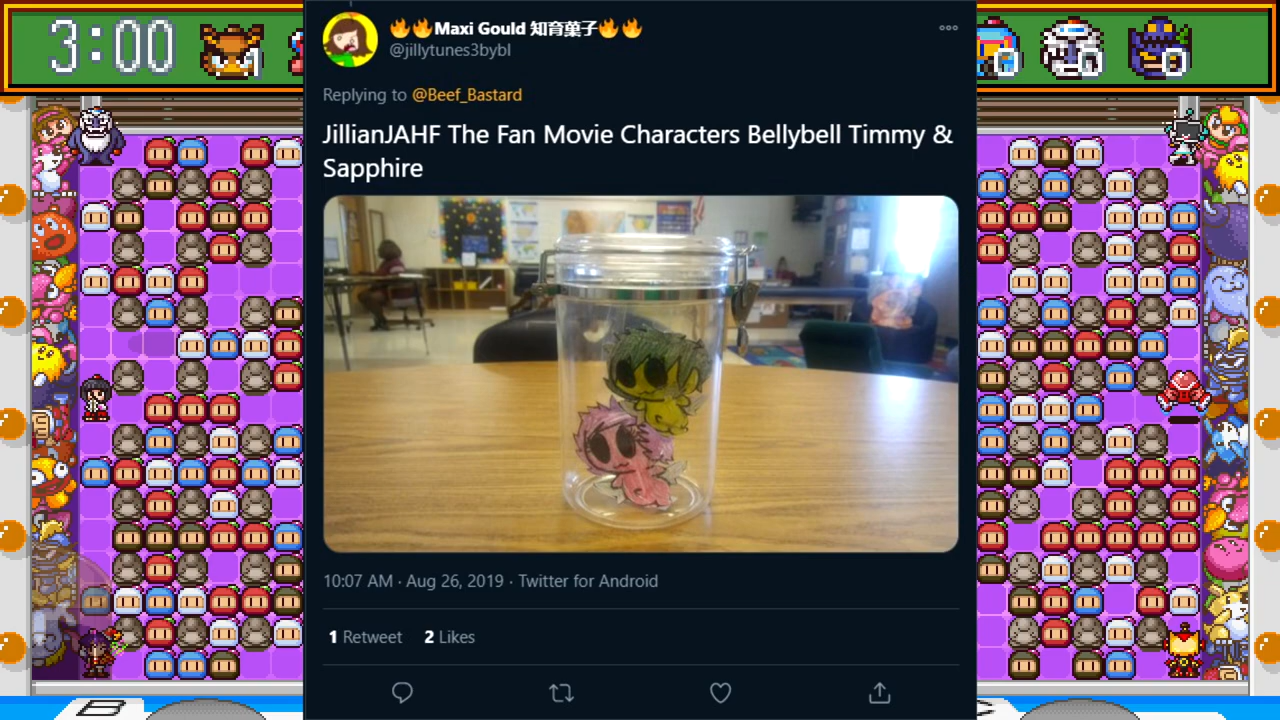 3:00
🔥🔥Maxi Gould 知育菓子🔥🔥
@jillytunes3bybl
Replying to @Beef_Bastard
JillianJAHF The Fan Movie Characters Bellybell Timmy &
Sapphire
10:07 AM · Aug 26, 2019 · Twitter for Android
1 Retweet 2 Likes